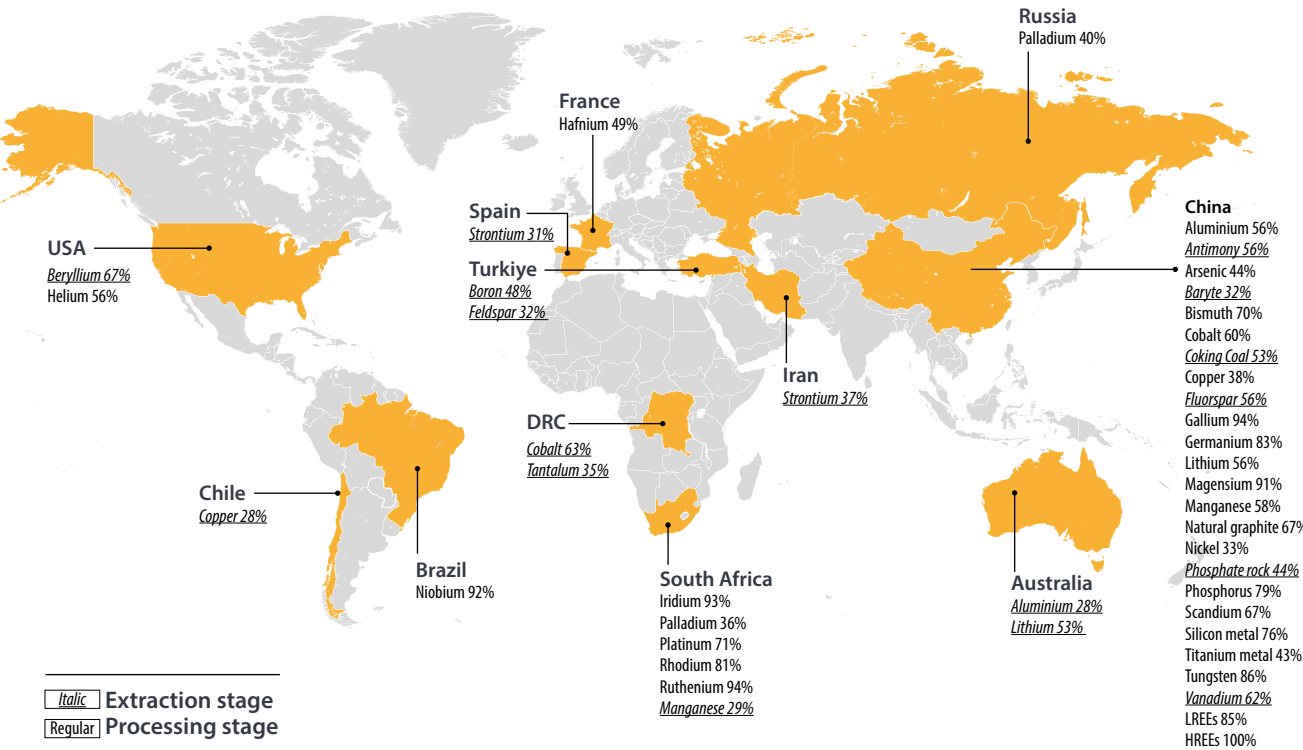 Russia
Palladium 40%
France
Hafnium 49%
Spain
Strontium 31%
Turkiye
Boron 48%
Feldspar 32%
USA
Beryllium 67%
Helium 56%
China
Aluminium 56%
Antimony 56%
Arsenic 44%
Baryte 32%
Bismuth 70%
Cobalt 60%
Coking Coal 53%
Copper 38%
Fluorspar 56%
Gallium 94%
Germanium 83%
Lithium 56%
Magensium 91%
Manganese 58%
Natural graphite 67%
Nickel 33%
Phosphate rock 44%
Phosphorus 79%
Scandium 67%
Silicon metal 76%
Titanium metal 43%
Tungsten 86%
Vanadium 62%
LREEs 85%
HREEs 100%
Iran
Strontium 37%
DRC
Cobalt 63%
Tantalum 35%
Chile
Copper 28%
Brazil
Niobium 92%
South Africa
Iridium 93%
Palladium 36%
Platinum 71%
Rhodium 81%
Ruthenium 94%
Manganese 29%
Australia
Aluminium 28%
Lithium 53%
Italic Extraction stage
Regular Processing stage